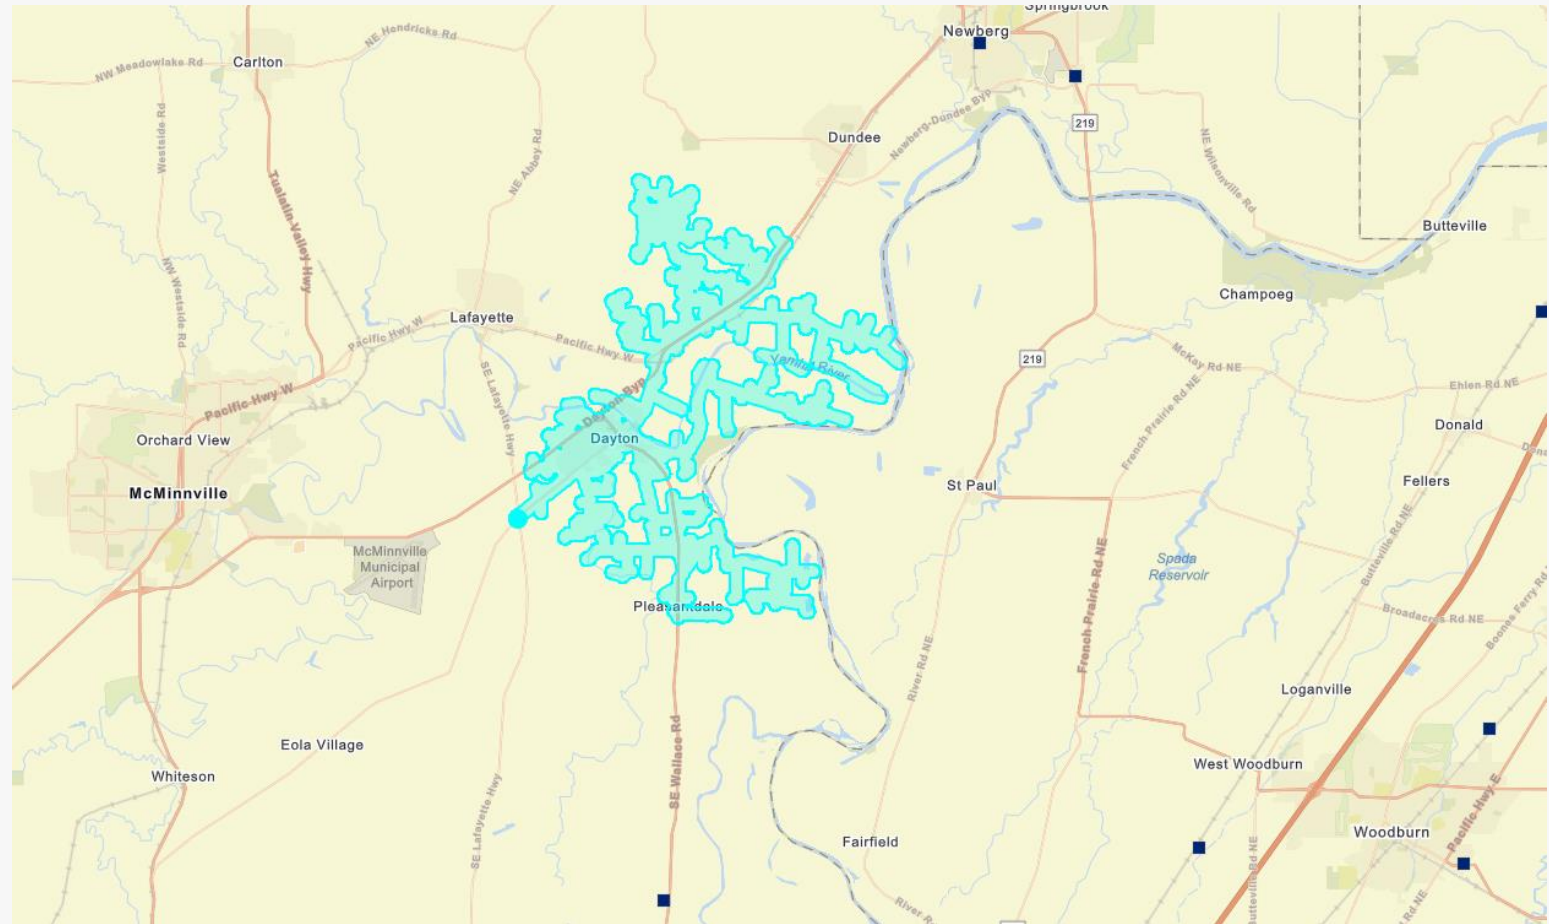 Springbrook
Newberg
NE Hendricks Rd
Carlton
NW Meadowlake Rd
Westside Rd
Dundee
Newberg-Dundee Byp
219
NE Abbey Rd
NE Wilsonville Rd
Tualatin Valley Hwy
Butteville
NW Westside Rd
Champoeg
Lafayette
Pacific Hwy W
Pacific Hwy W
Yamhill River
219
McKay Rd NE
Ehlen Rd NE
SE Lafayette Hwy
Pacific Hwy W
Dayton Byp
French Prairie Rd NE
Orchard View
Dayton
Donald
McMinnville
St Paul
Fellers
McMinnville
Municipal
Airport
Spada
Reservoir
Butteville Rd NE
Pleasantdale
French Prairie Rd NE
Broadacres Rd NE
Boones Ferry Rd
River Rd NE
Loganville
Eola Village
SE Wallace Rd
West Woodburn
Whiteson
SE Lafayette Hwy
Pacific Hwy E
Woodburn
Fairfield
Butteville Rd NE
River R
Rd NE